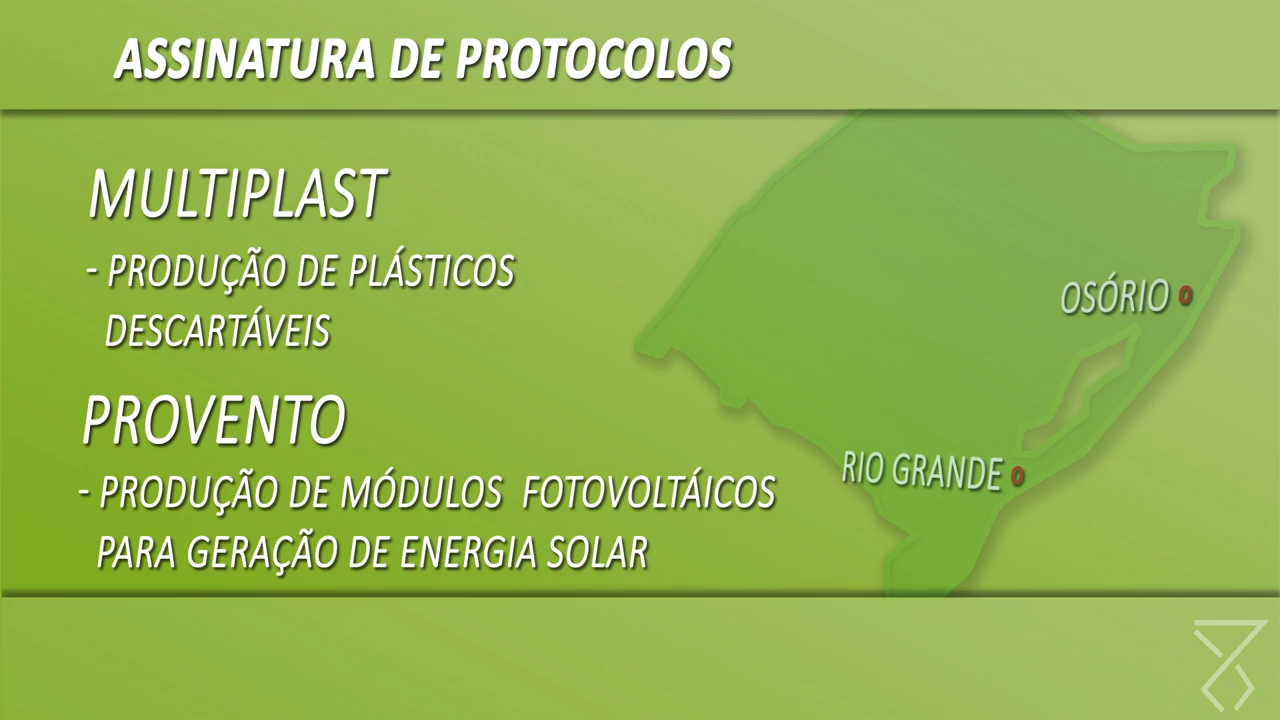 ASSINATURA DE PROTOCOLOS
MULTIPLAST
- PRODUÇÃO DE PLÁSTICOS
DESCARTÁVEIS
PROVENTO
- PRODUÇÃO DE MÓDULOS FOTOVOLTÁICOS
PARA GERAÇÃO DE ENERGIA SOLAR
OSÓRIO
RIO GRANDE